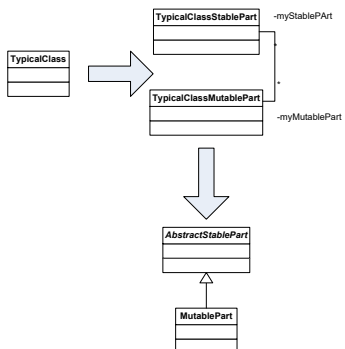 TypicalClassStablePart
-myStablePArt
*
TypicalClass
*
TypicalClassMutablePart
-myMutablePart
AbstractStablePart
MutablePart